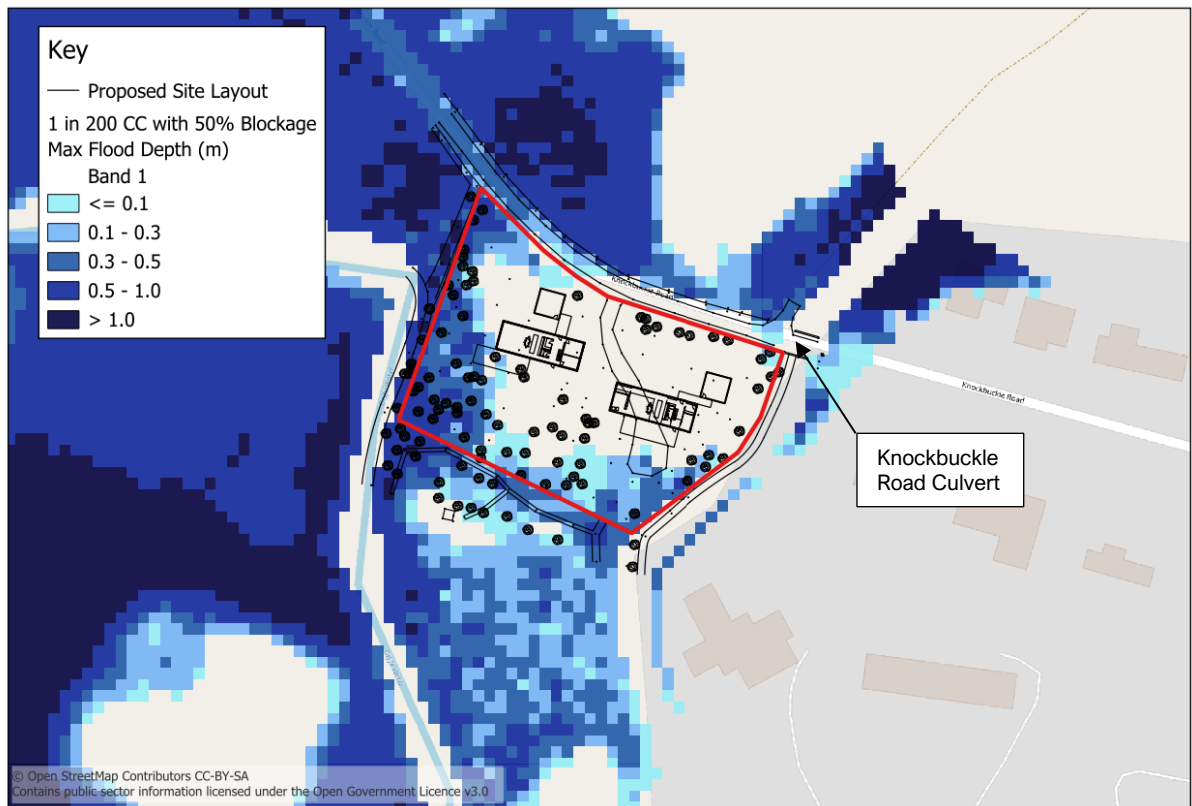 Key
Proposed Site Layout
1 in 200 CC with 50% Blockage
Max Flood Depth (m)
Band 1
<= 0.1
0.1 - 0.3
0.3 - 0.5
0.5 - 1.0
> 1.0
Knockbuckle Road
Knockbuckle Road
Knockbuckle
Road Culvert
© Open StreetMap Contributors CC-BY-SA
Contains public sector information licensed under the Open Government Licence v3.0